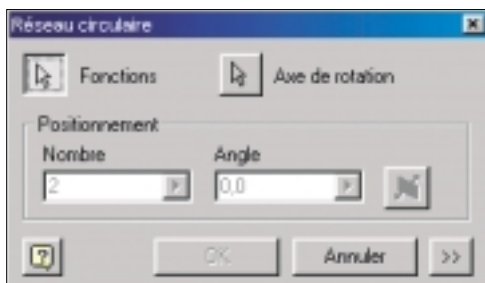 Réseau circulaire
Fonctions Axe de rotation
Positionnement
Nombre Angle
2 0,0
OK Annuler >>